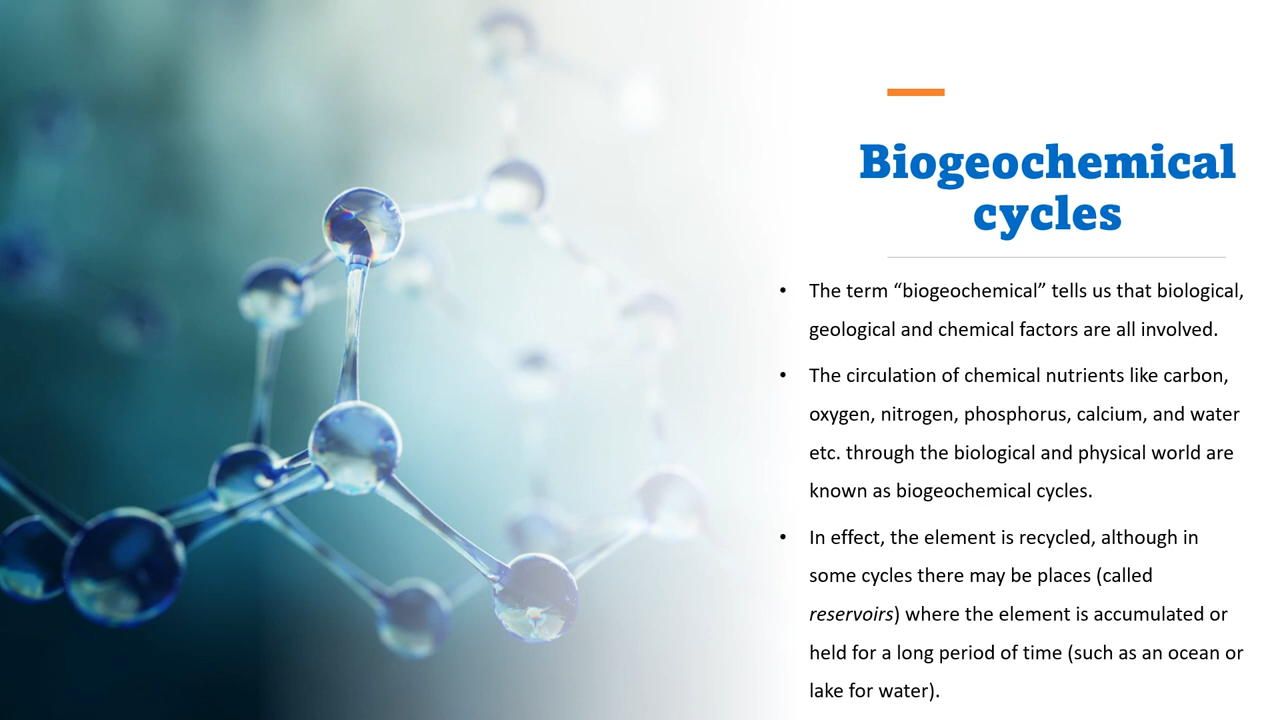 Biogeochemical
cycles
• The term “biogeochemical” tells us that biological,
geological and chemical factors are all involved.
• The circulation of chemical nutrients like carbon,
oxygen, nitrogen, phosphorus, calcium, and water
etc. through the biological and physical world are
known as biogeochemical cycles.
• In effect, the element is recycled, although in
some cycles there may be places (called
reservoirs) where the element is accumulated or
held for a long period of time (such as an ocean or
lake for water).